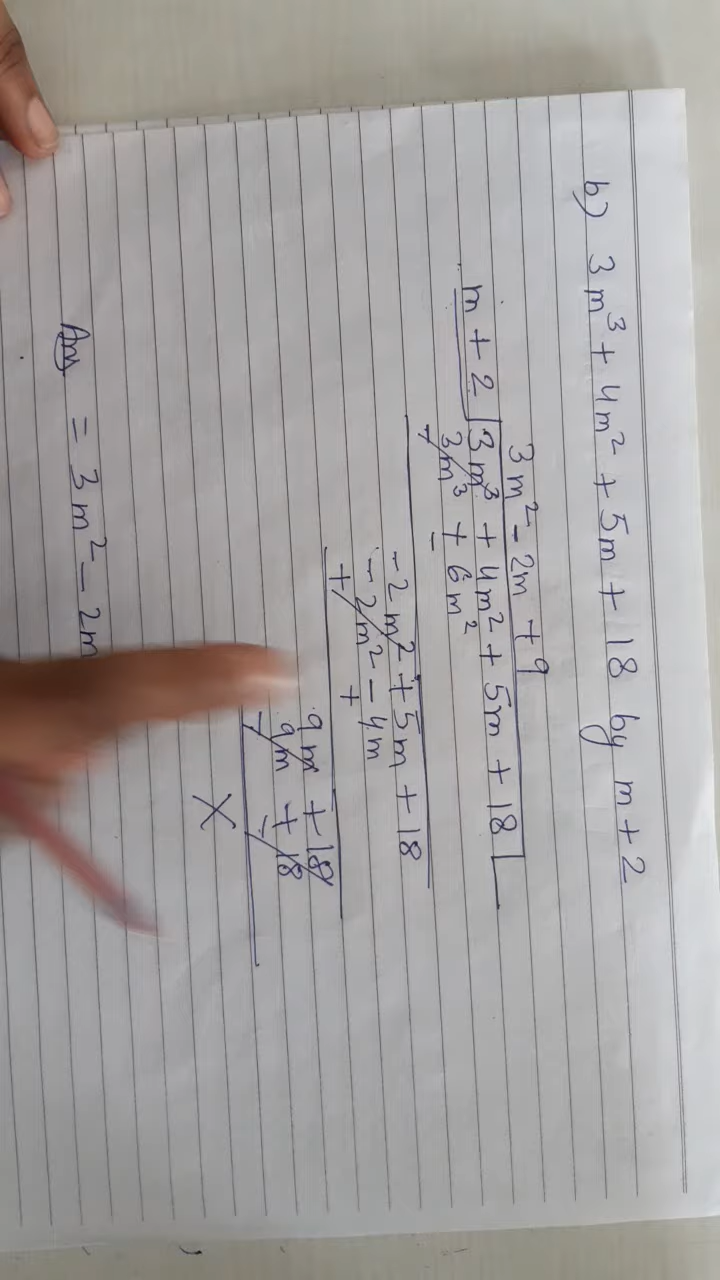 b) 3m³ + 4m² + 5m + 18 by m + 2
3m² - 2m + 9
m + 2 | 3m³ + 4m² + 5m + 18
3m³ + 6m²
- -
- 2m² + 5m + 18
- 2m² - 4m
+ +
9m + 18
9m + 18
- -
X
Ans = 3m² - 2m